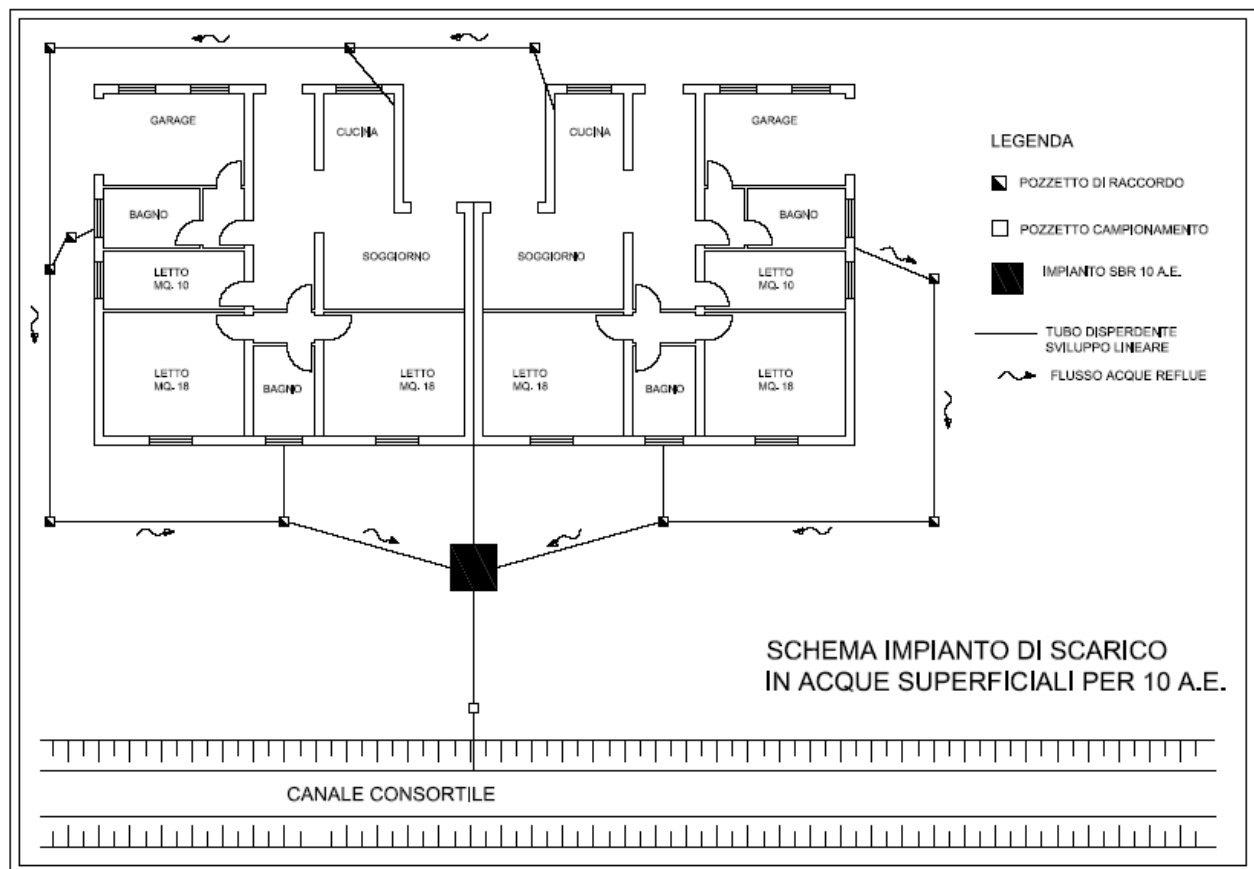 GARAGE
CUCINA
CUCINA
GARAGE
BAGNO
BAGNO
LETTO
MQ. 10
SOGGIORNO
SOGGIORNO
LETTO
MQ. 10
LETTO
MQ. 18
BAGNO
LETTO
MQ. 18
LETTO
MQ. 18
BAGNO
LETTO
MQ. 18
LEGENDA
POZZETTO DI RACCORDO
POZZETTO CAMPIONAMENTO
IMPIANTO SBR 10 A.E.
TUBO DISPERDENTE
SVILUPPO LINEARE
FLUSSO ACQUE REFLUE
SCHEMA IMPIANTO DI SCARICO
IN ACQUE SUPERFICIALI PER 10 A.E.
CANALE CONSORTILE